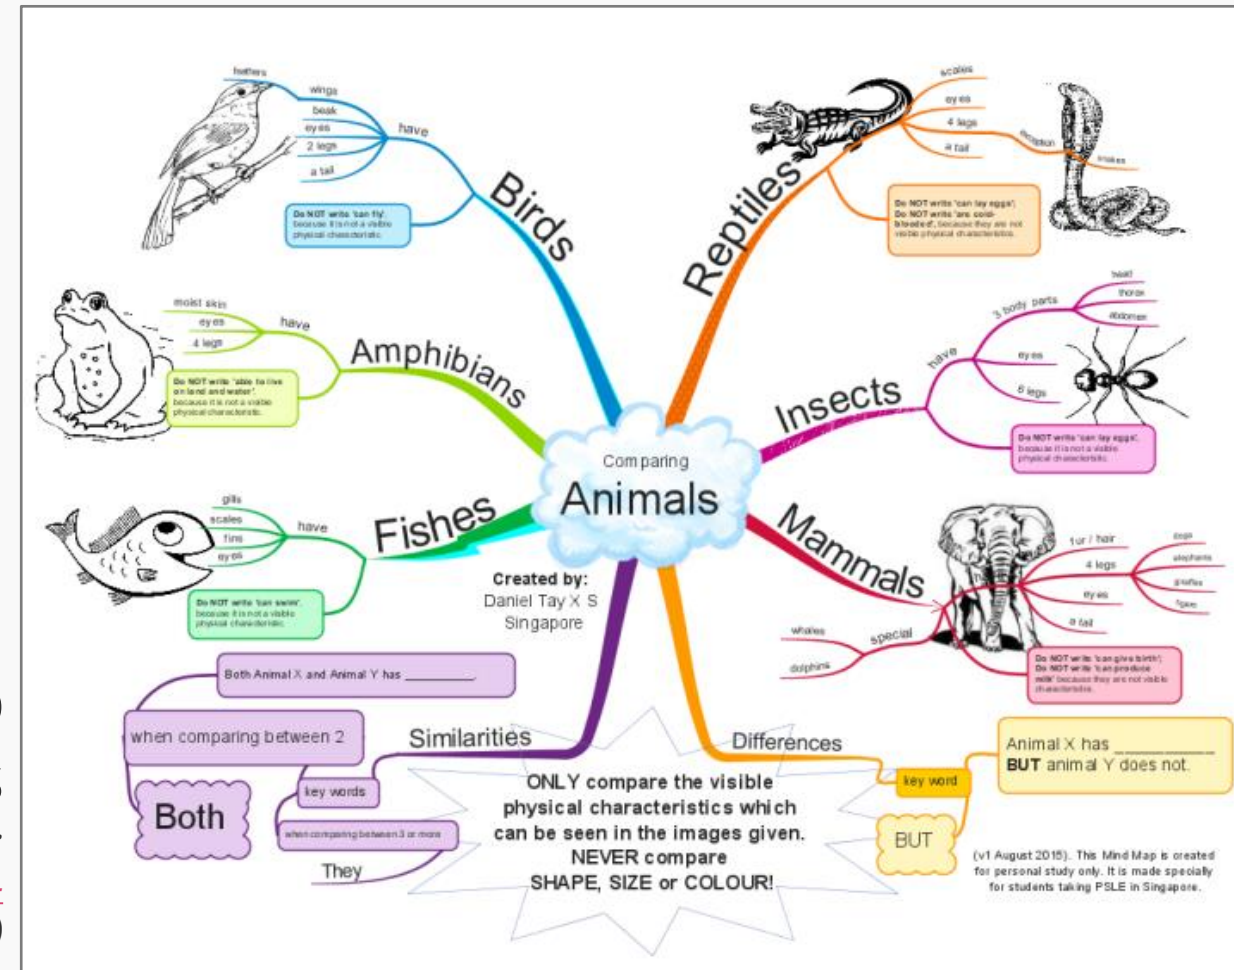 Comparing
Animals
Created by:
Daniel Tay X S
Singapore
Birds
have
feathers
wings
beak
eyes
2 legs
a tail
Do NOT write 'can fly',
because it is not a visible
physical characteristic.
Amphibians
have
moist skin
eyes
4 legs
Do NOT write 'able to live
on land and water',
because it is not a visible
physical characteristic.
Fishes
have
gills
scales
fins
eyes
Do NOT write 'can swim',
because it is not a visible
physical characteristic.
Reptiles
scales
eyes
4 legs
exception
snakes
a tail
Do NOT write 'can lay eggs';
Do NOT write 'are cold-
blooded', because they are not
visible physical characteristics.
Insects
have
3 body parts
head
thorax
abdomen
eyes
6 legs
Do NOT write 'can lay eggs',
because it is not a visible
physical characteristic.
Mammals
fur / hair
4 legs
dogs
elephants
giraffes
tigers
eyes
a tail
special
whales
dolphins
Do NOT write 'can give birth';
Do NOT write 'can produce
milk' because they are not visible
characteristics.
Similarities
key words
when comparing between 2
Both
Both Animal X and Animal Y has ____________.
when comparing between 3 or more
They
Differences
key word
BUT
Animal X has ____________
BUT animal Y does not.
ONLY compare the visible
physical characteristics which
can be seen in the images given.
NEVER compare
SHAPE, SIZE or COLOUR!
(v1 August 2015). This Mind Map is created
for personal study only. It is made specially
for students taking PSLE in Singapore.